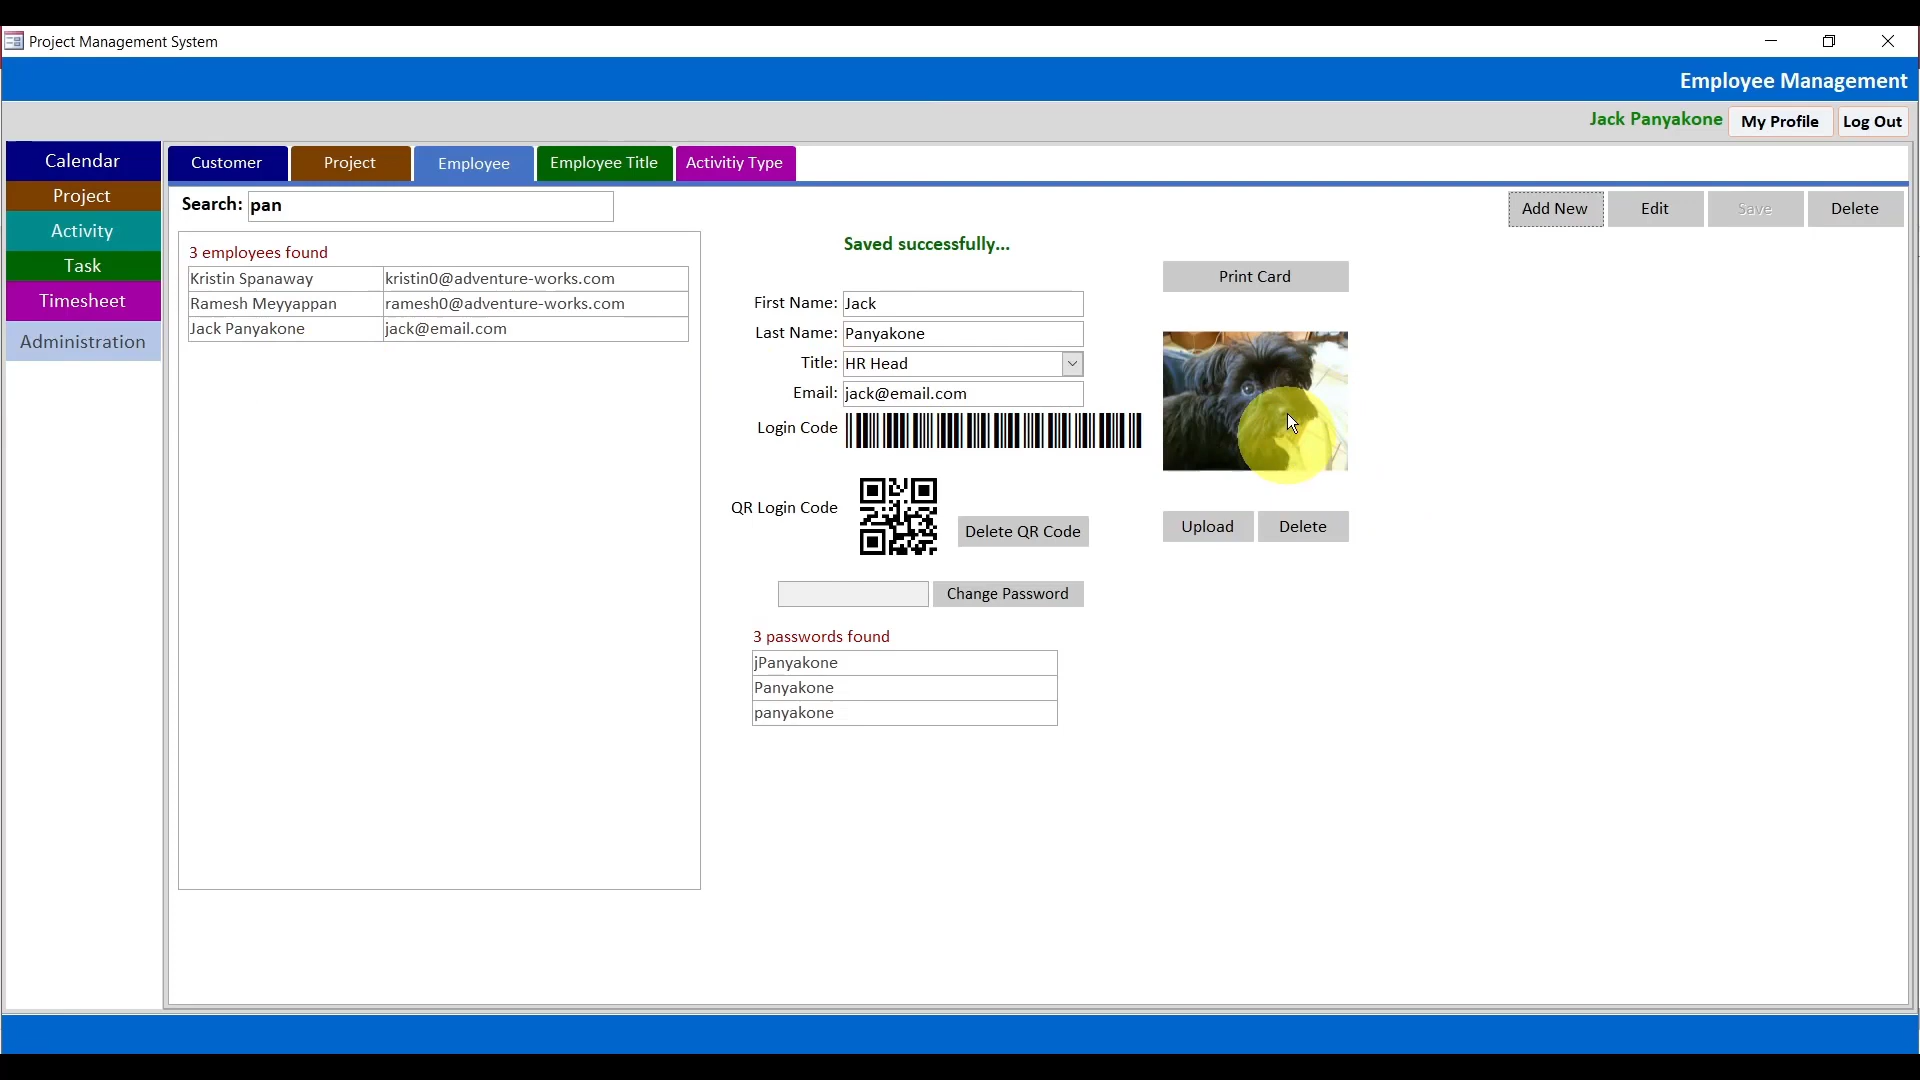 Project Management System
Employee Management
Jack Panyakone My Profile Log Out
Calendar
Project
Activity
Task
Timesheet
Administration
Customer Project Employee Employee Title Activitiy Type
Search: pan
Add New Edit Save Delete
3 employees found
Kristin Spanaway kristin0@adventure-works.com
Ramesh Meyyappan ramesh0@adventure-works.com
Jack Panyakone jack@email.com
Saved successfully...
First Name: Jack
Last Name: Panyakone
Title: HR Head
Email: jack@email.com
Login Code
QR Login Code
Delete QR Code
Change Password
3 passwords found
jPanyakone
Panyakone
panyakone
Print Card
Upload Delete